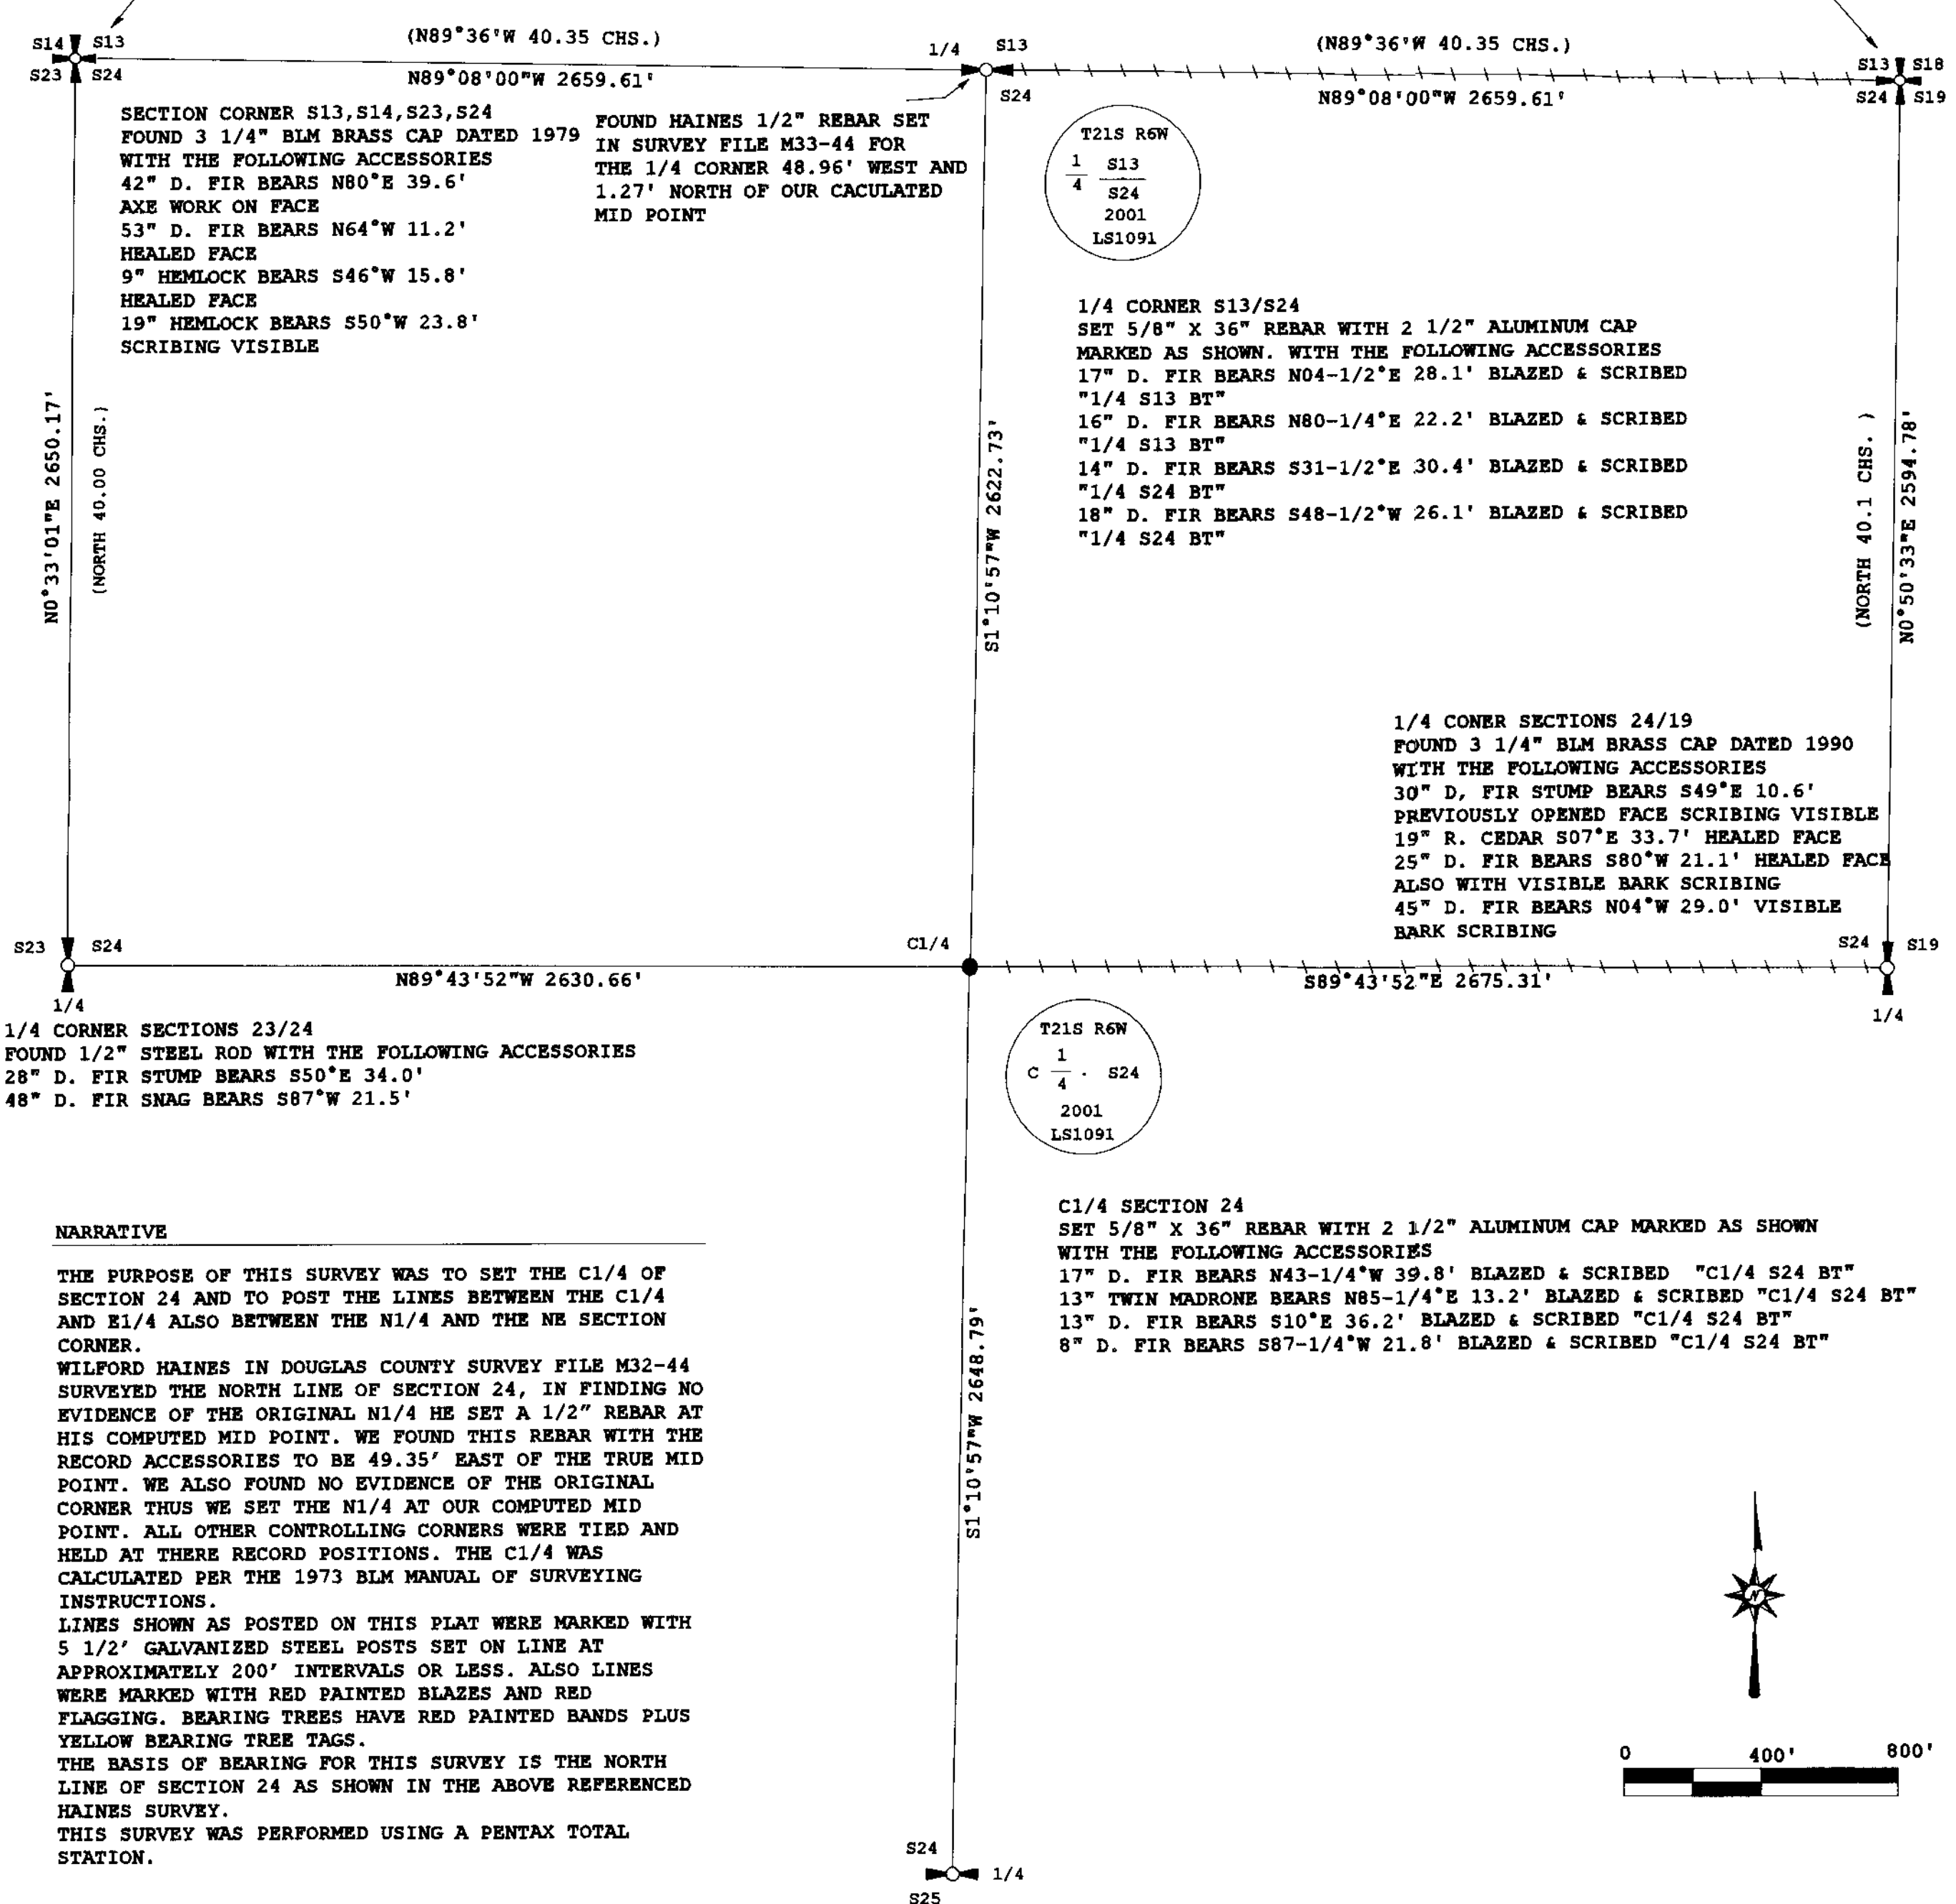 (N89°36'W 40.35 CHS.)
(N89°36'W 40.35 CHS.)
S14 S13
1/4 S13
S13 S18
S23 S24
N89°08'00"W 2659.61'
S24
N89°08'00"W 2659.61'
S24 S19
SECTION CORNER S13,S14,S23,S24
FOUND 3 1/4" BLM BRASS CAP DATED 1979
WITH THE FOLLOWING ACCESSORIES
42" D. FIR BEARS N80°E 39.6'
AXE WORK ON FACE
53" D. FIR BEARS N64°W 11.2'
HEALED FACE
9" HEMLOCK BEARS S46°W 15.8'
HEALED FACE
19" HEMLOCK BEARS S50°W 23.8'
SCRIBING VISIBLE
FOUND HAINES 1/2" REBAR SET
IN SURVEY FILE M33-44 FOR
THE 1/4 CORNER 48.96' WEST AND
1.27' NORTH OF OUR CACULATED
MID POINT
T21S R6W
1/4 S13
S24
2001
LS1091
1/4 CORNER S13/S24
SET 5/8" X 36" REBAR WITH 2 1/2" ALUMINUM CAP
MARKED AS SHOWN. WITH THE FOLLOWING ACCESSORIES
17" D. FIR BEARS N04-1/2°E 28.1' BLAZED & SCRIBED
"1/4 S13 BT"
16" D. FIR BEARS N80-1/4°E 22.2' BLAZED & SCRIBED
"1/4 S13 BT"
14" D. FIR BEARS S31-1/2°E 30.4' BLAZED & SCRIBED
"1/4 S24 BT"
18" D. FIR BEARS S48-1/2°W 26.1' BLAZED & SCRIBED
"1/4 S24 BT"
N0°33'01"E 2650.17'
(NORTH 40.00 CHS.)
S1°10'57"W 2622.73'
(NORTH 40.1 CHS. )
N0°50'33"E 2594.78'
1/4 CONER SECTIONS 24/19
FOUND 3 1/4" BLM BRASS CAP DATED 1990
WITH THE FOLLOWING ACCESSORIES
30" D, FIR STUMP BEARS S49°E 10.6'
PREVIOUSLY OPENED FACE SCRIBING VISIBLE
19" R. CEDAR S07°E 33.7' HEALED FACE
25" D. FIR BEARS S80°W 21.1' HEALED FACE
ALSO WITH VISIBLE BARK SCRIBING
45" D. FIR BEARS N04°W 29.0' VISIBLE
BARK SCRIBING
S23 S24
C1/4
S24 S19
N89°43'52"W 2630.66'
S89°43'52"E 2675.31'
1/4
1/4
1/4 CORNER SECTIONS 23/24
FOUND 1/2" STEEL ROD WITH THE FOLLOWING ACCESSORIES
28" D. FIR STUMP BEARS S50°E 34.0'
48" D. FIR SNAG BEARS S87°W 21.5'
T21S R6W
C 1/4 · S24
2001
LS1091
C1/4 SECTION 24
SET 5/8" X 36" REBAR WITH 2 1/2" ALUMINUM CAP MARKED AS SHOWN
WITH THE FOLLOWING ACCESSORIES
17" D. FIR BEARS N43-1/4°W 39.8' BLAZED & SCRIBED "C1/4 S24 BT"
13" TWIN MADRONE BEARS N85-1/4°E 13.2' BLAZED & SCRIBED "C1/4 S24 BT"
13" D. FIR BEARS S10°E 36.2' BLAZED & SCRIBED "C1/4 S24 BT"
8" D. FIR BEARS S87-1/4°W 21.8' BLAZED & SCRIBED "C1/4 S24 BT"
NARRATIVE
THE PURPOSE OF THIS SURVEY WAS TO SET THE C1/4 OF
SECTION 24 AND TO POST THE LINES BETWEEN THE C1/4
AND E1/4 ALSO BETWEEN THE N1/4 AND THE NE SECTION
CORNER.
WILFORD HAINES IN DOUGLAS COUNTY SURVEY FILE M32-44
SURVEYED THE NORTH LINE OF SECTION 24, IN FINDING NO
EVIDENCE OF THE ORIGINAL N1/4 HE SET A 1/2" REBAR AT
HIS COMPUTED MID POINT. WE FOUND THIS REBAR WITH THE
RECORD ACCESSORIES TO BE 49.35' EAST OF THE TRUE MID
POINT. WE ALSO FOUND NO EVIDENCE OF THE ORIGINAL
CORNER THUS WE SET THE N1/4 AT OUR COMPUTED MID
POINT. ALL OTHER CONTROLLING CORNERS WERE TIED AND
HELD AT THERE RECORD POSITIONS. THE C1/4 WAS
CALCULATED PER THE 1973 BLM MANUAL OF SURVEYING
INSTRUCTIONS.
LINES SHOWN AS POSTED ON THIS PLAT WERE MARKED WITH
5 1/2' GALVANIZED STEEL POSTS SET ON LINE AT
APPROXIMATELY 200' INTERVALS OR LESS. ALSO LINES
WERE MARKED WITH RED PAINTED BLAZES AND RED
FLAGGING. BEARING TREES HAVE RED PAINTED BANDS PLUS
YELLOW BEARING TREE TAGS.
THE BASIS OF BEARING FOR THIS SURVEY IS THE NORTH
LINE OF SECTION 24 AS SHOWN IN THE ABOVE REFERENCED
HAINES SURVEY.
THIS SURVEY WAS PERFORMED USING A PENTAX TOTAL
STATION.
S1°10'57"W 2648.79'
N
0 400' 800'
S24
1/4
S25